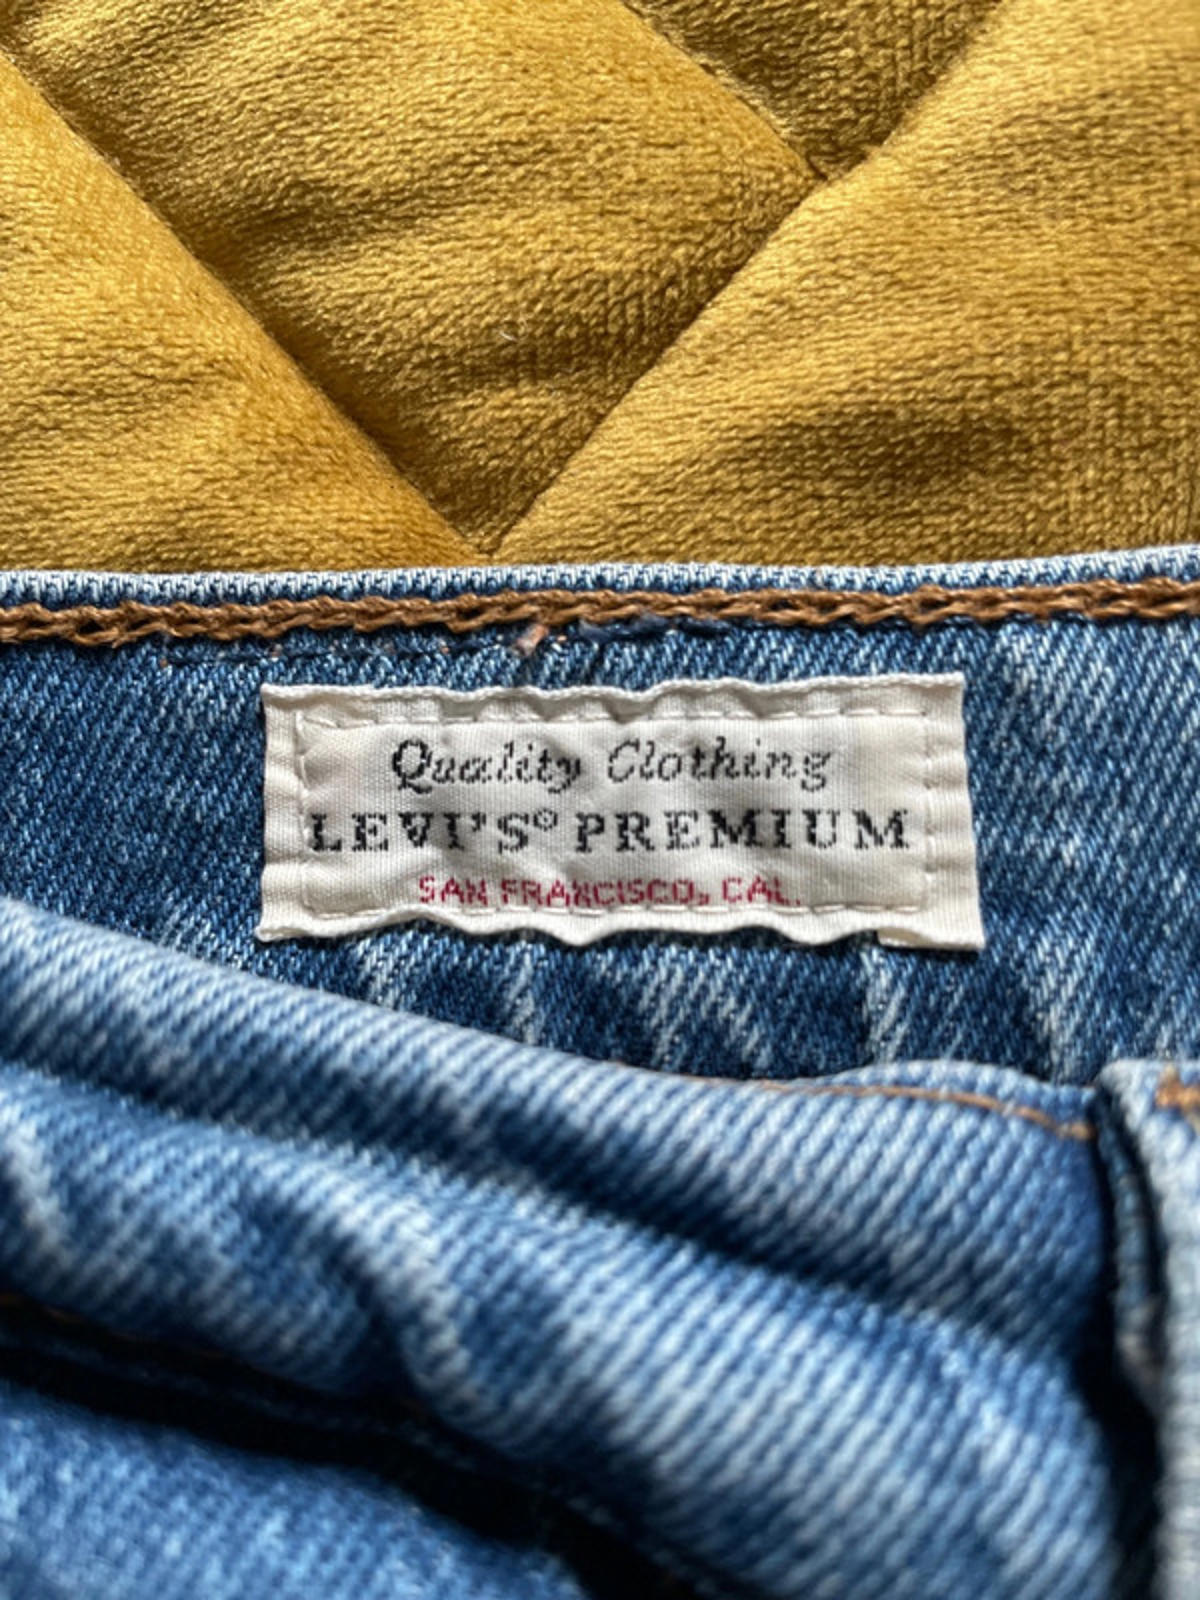 Quality Clothing
LEVI'S® PREMIUM
SAN FRANCISCO, CAL.